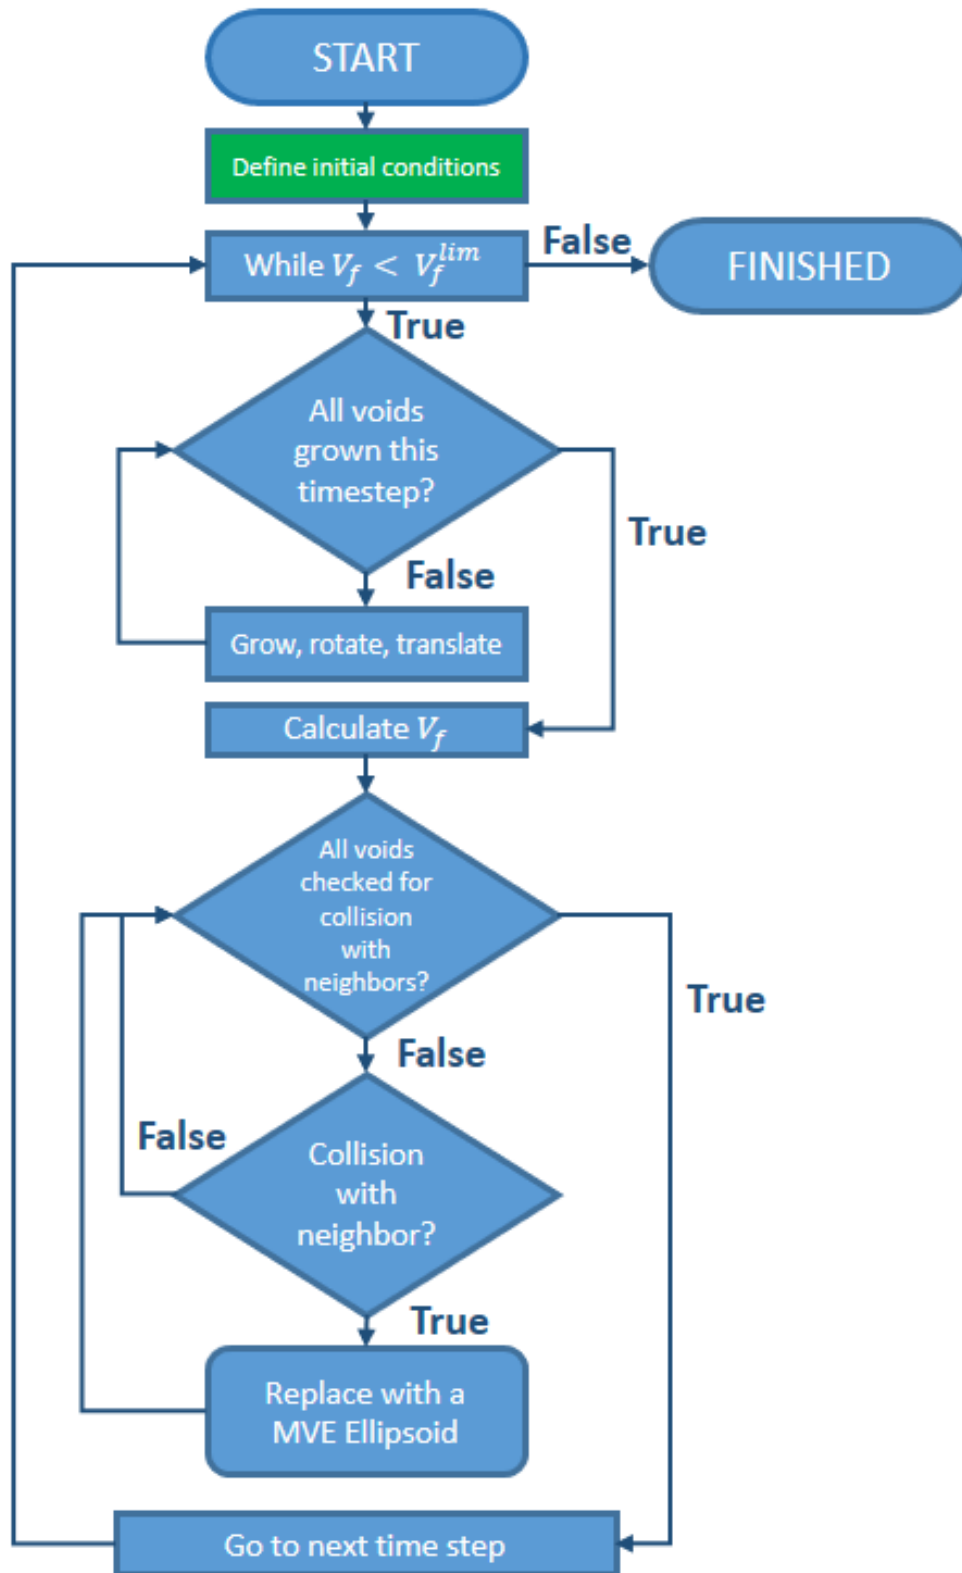 START
Define initial conditions
While V_f < V_f^{lim}
False
FINISHED
True
All voids
grown this
timestep?
True
False
Grow, rotate, translate
Calculate V_f
All voids
checked for
collision
with
neighbors?
True
False
False
Collision
with
neighbor?
True
Replace with a
MVE Ellipsoid
Go to next time step